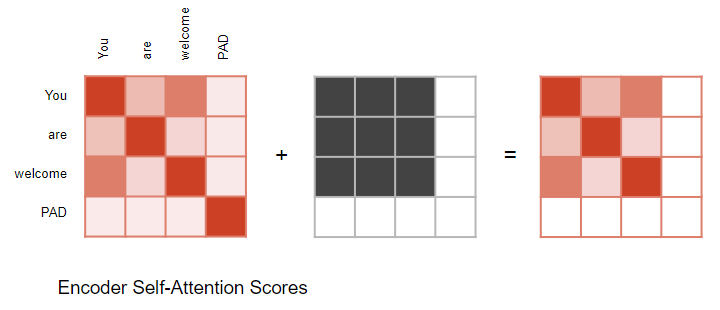 You
are
welcome
PAD
You
are
welcome
PAD
+
=
Encoder Self-Attention Scores